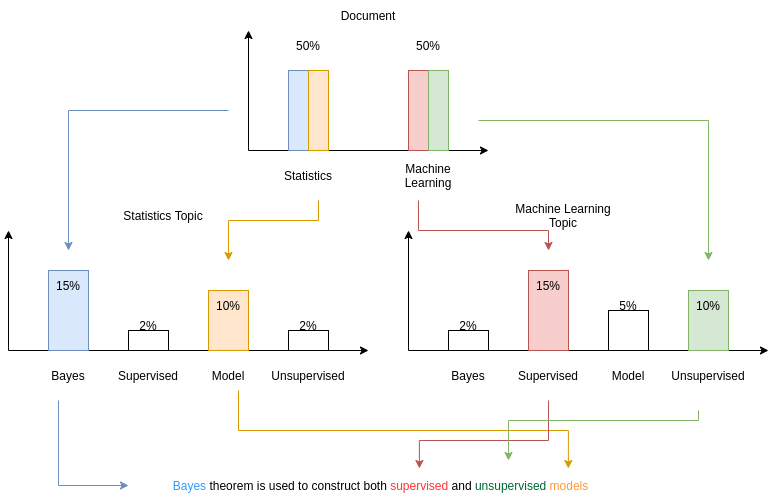 Document
50%
50%
Statistics
Machine
Learning
Statistics Topic
Machine Learning
Topic
15%
2%
10%
2%
Bayes
Supervised
Model
Unsupervised
2%
15%
5%
10%
Bayes
Supervised
Model
Unsupervised
Bayes theorem is used to construct both supervised and unsupervised models